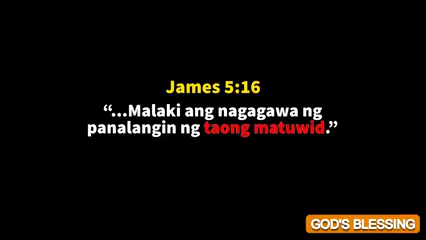 James 5:16
“...Malaki ang nagagawa ng
panalangin ng taong matuwid.”
GOD'S BLESSING